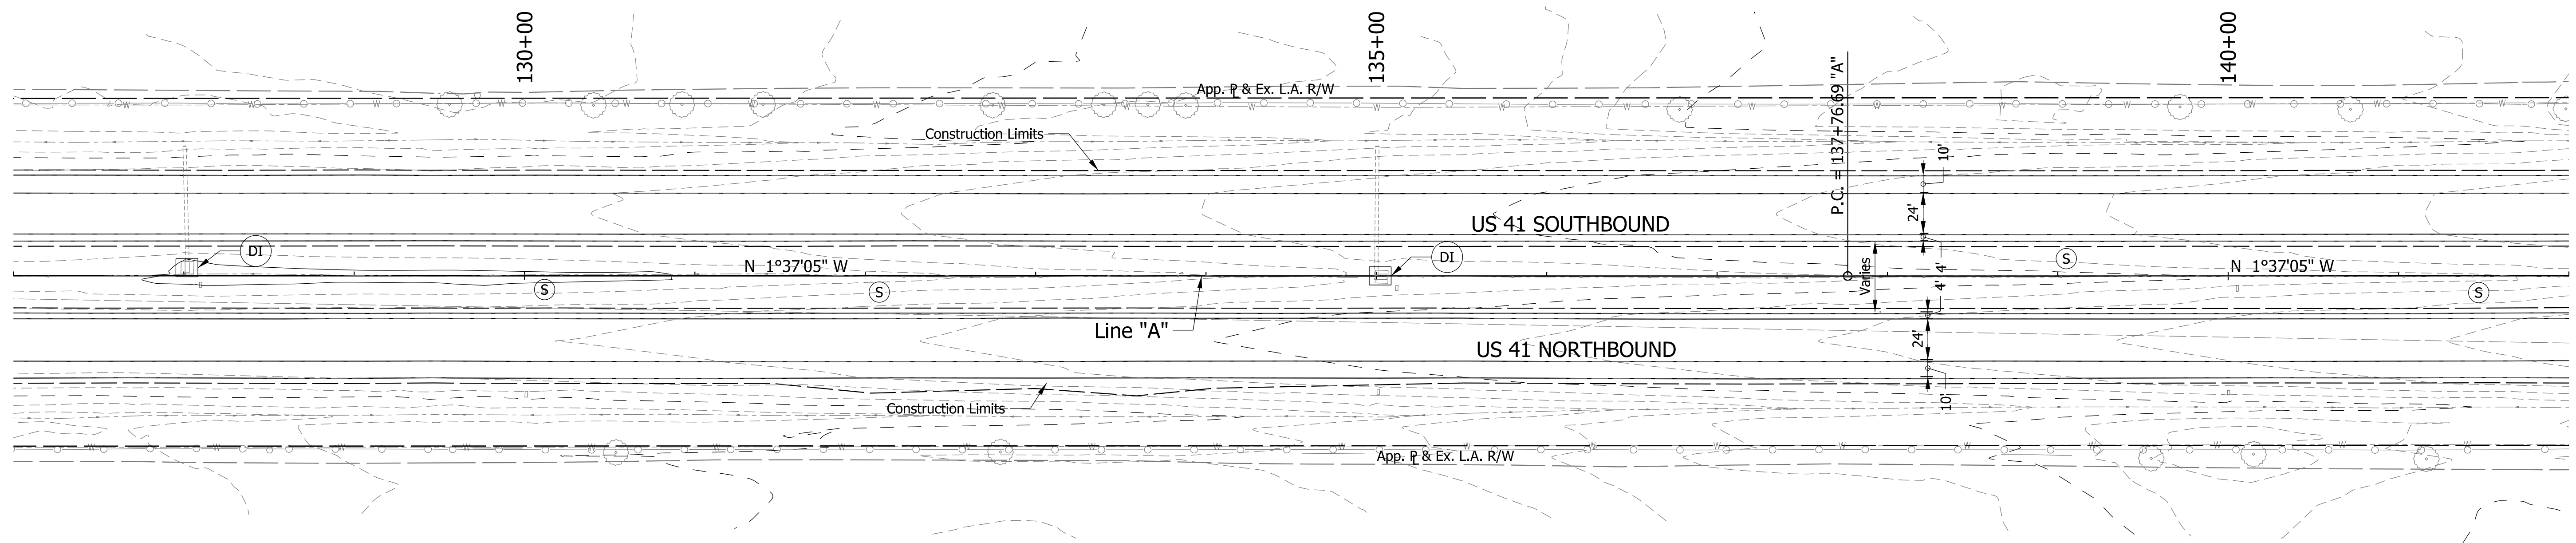 130+00
135+00
140+00
App. P & Ex. L.A. R/W
Construction Limits
P.C. = 137+76.69 "A"
10'
24'
US 41 SOUTHBOUND
DI
DI
N 1°37'05" W
N 1°37'05" W
S
S
S
S
4'
4'
Varies
Line "A"
24'
US 41 NORTHBOUND
10'
Construction Limits
App. P & Ex. L.A. R/W